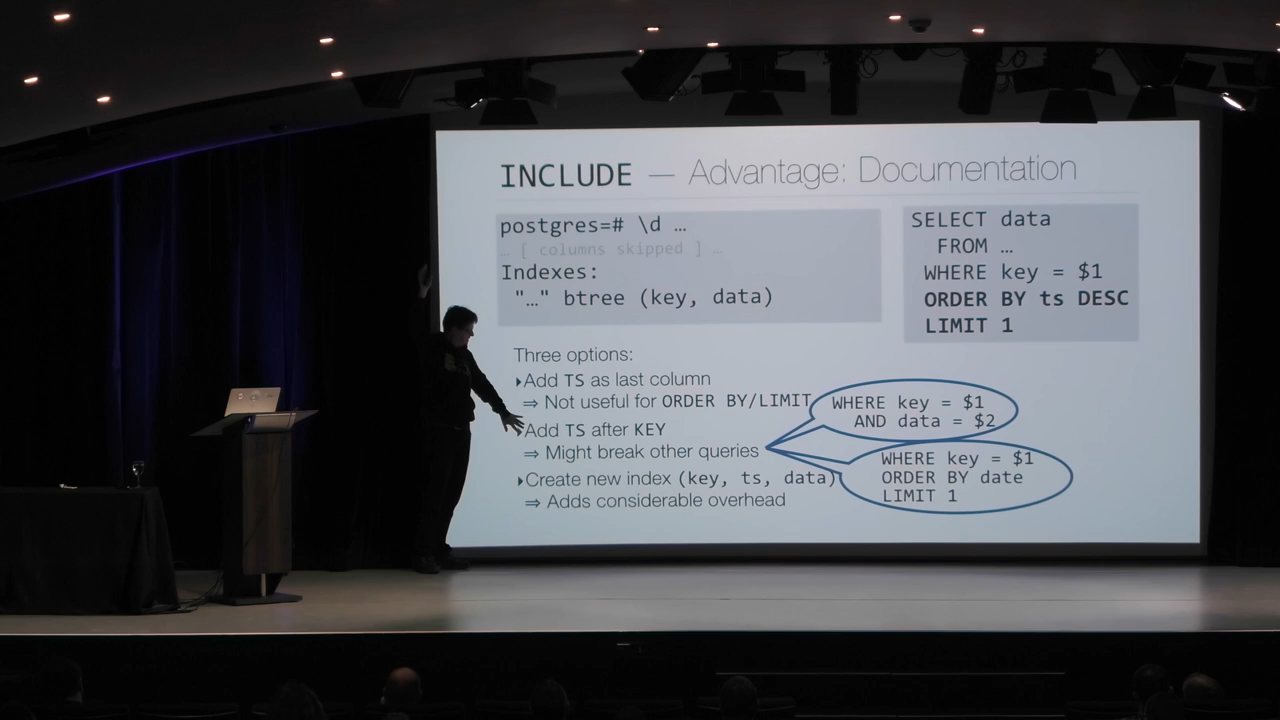 INCLUDE — Advantage: Documentation
postgres=# \d …
… [ columns skipped ] …
Indexes:
"…" btree (key, data)
SELECT data
FROM …
WHERE key = $1
ORDER BY ts DESC
LIMIT 1
Three options:
▸Add TS as last column
⇒ Not useful for ORDER BY/LIMIT
▸Add TS after KEY
⇒ Might break other queries
▸Create new index (key, ts, data)
⇒ Adds considerable overhead
WHERE key = $1
AND data = $2
WHERE key = $1
ORDER BY date
LIMIT 1